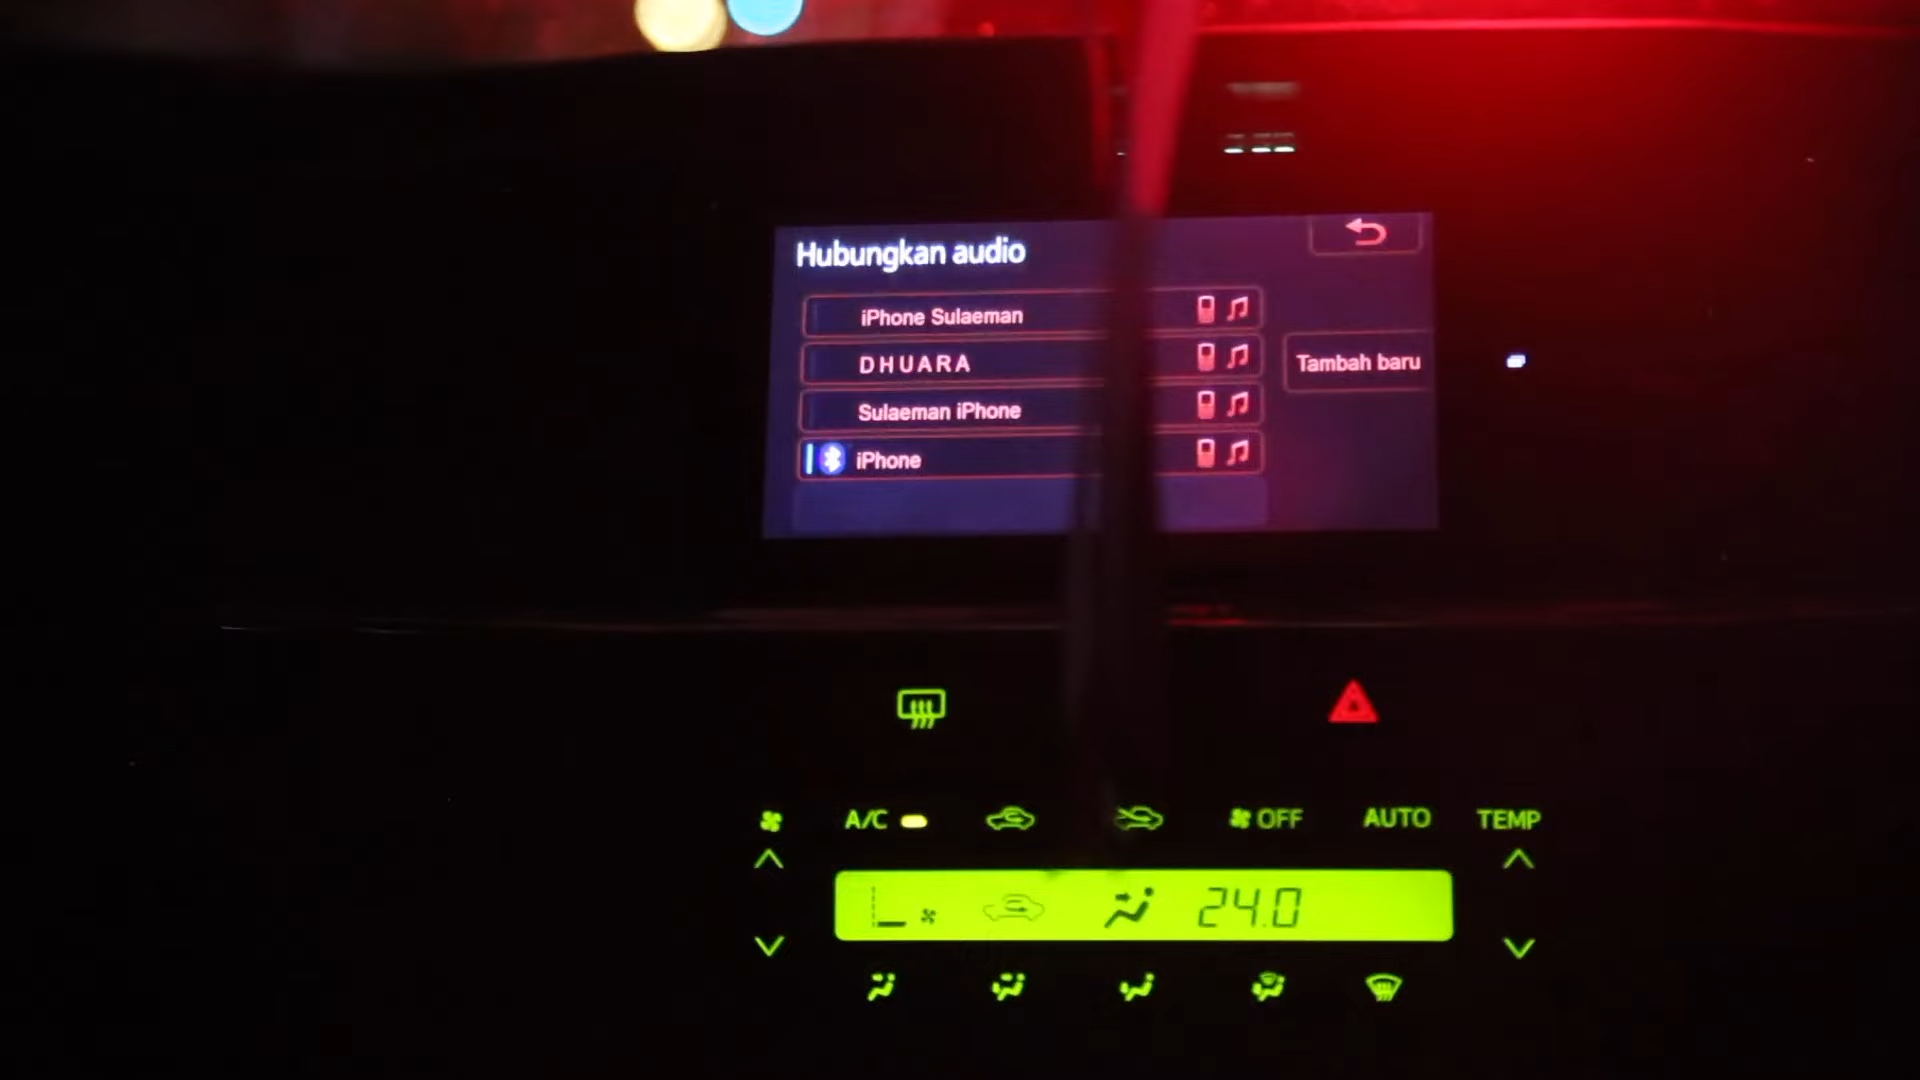 Hubungkan audio
iPhone Sulaeman
DHUARA
Sulaeman iPhone
iPhone
Tambah baru
A/C OFF AUTO TEMP
24.0